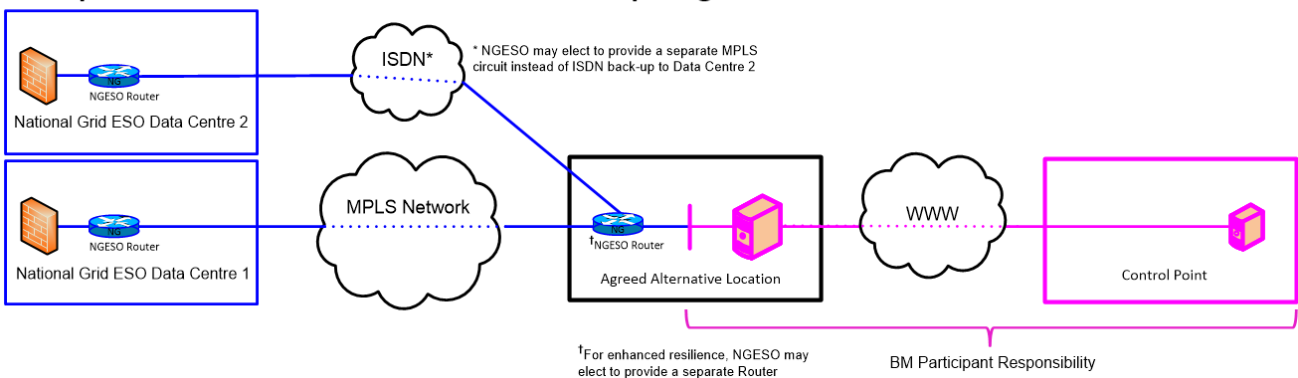 NG
NGESO Router
National Grid ESO Data Centre 2
ISDN*
* NGESO may elect to provide a separate MPLS
circuit instead of ISDN back-up to Data Centre 2
NG
NGESO Router
National Grid ESO Data Centre 1
MPLS Network
NG
†NGESO Router
Agreed Alternative Location
WWW
Control Point
†For enhanced resilience, NGESO may
elect to provide a separate Router
BM Participant Responsibility